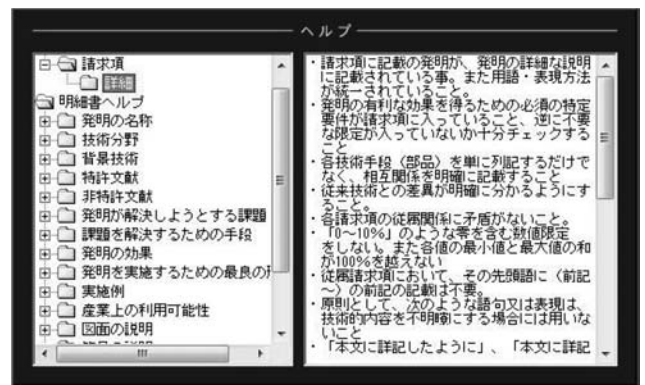 ヘルプ
請求項
詳細
明細書ヘルプ
発明の名称
技術分野
背景技術
特許文献
非特許文献
発明が解決しようとする課題
課題を解決するための手段
発明の効果
発明を実施するための最良の
実施例
産業上の利用可能性
図面の説明
・請求項に記載の発明が、発明の詳細な説明
に記載されている事。また用語・表現方法
が統一されていること。
・発明の有利な効果を得るための必須の特定
要件が請求項に入っていること、逆に不要
な限定が入っていないか十分チェックする
こと
・各技術手段（部品）を単に列記するだけで
なく、相互関係を明確に記載すること
・従来技術との差異が明確に分かるようにす
ること。
・各請求項の従属関係に矛盾がないこと。
・「0～10%」のような零を含む数値限定
をしない。また各値の最小値と最大値の和
が100%を越えない
・従属請求項において、その先頭語に（前記
～）の前記の記載は不要。
・原則として、次のような語句又は表現は、
技術的内容を不明瞭にする場合には用いな
いこと
・「本文に詳記したように」、「本文に詳記